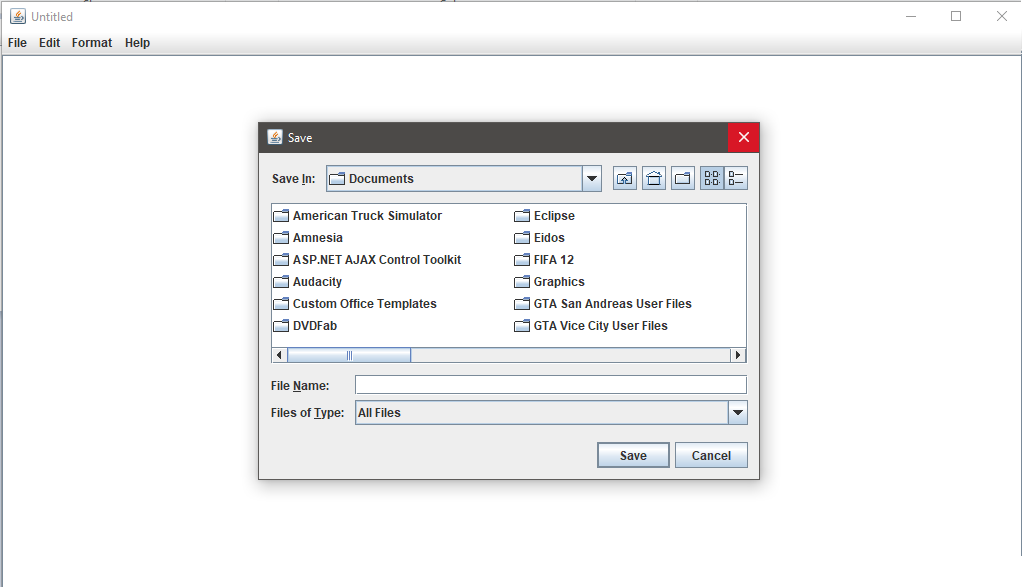 Untitled
File Edit Format Help
Save
Save In: Documents
American Truck Simulator Eclipse
Amnesia Eidos
ASP.NET AJAX Control Toolkit FIFA 12
Audacity Graphics
Custom Office Templates GTA San Andreas User Files
DVDFab GTA Vice City User Files
File Name:
Files of Type: All Files
Save Cancel